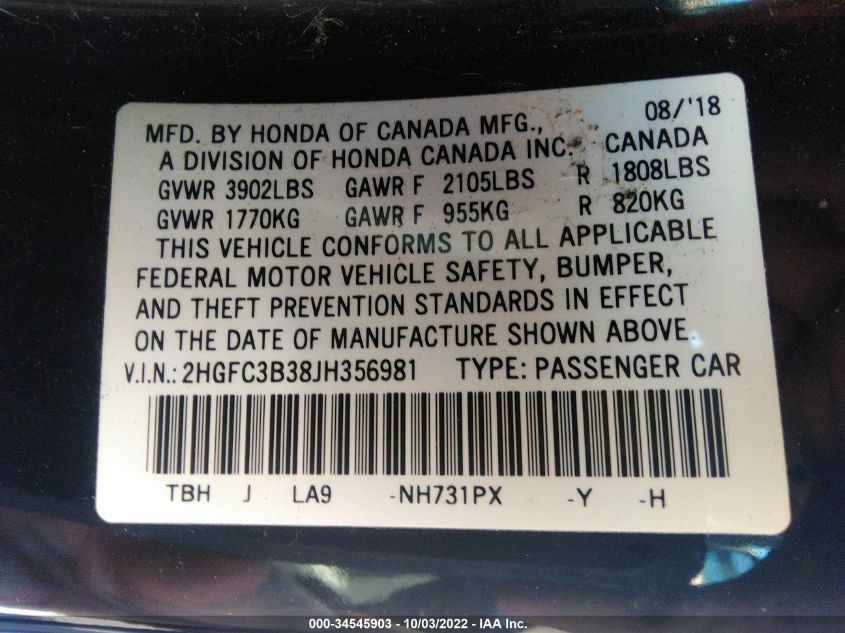 08/'18
MFD. BY HONDA OF CANADA MFG.,
A DIVISION OF HONDA CANADA INC. CANADA
GVWR 3902LBS GAWR F 2105LBS R 1808LBS
GVWR 1770KG GAWR F 955KG R 820KG
THIS VEHICLE CONFORMS TO ALL APPLICABLE
FEDERAL MOTOR VEHICLE SAFETY, BUMPER,
AND THEFT PREVENTION STANDARDS IN EFFECT
ON THE DATE OF MANUFACTURE SHOWN ABOVE.
V.I.N.: 2HGFC3B38JH356981 TYPE: PASSENGER CAR
TBH J LA9 -NH731PX -Y -H
000-34545903 - 10/03/2022 - IAA Inc.